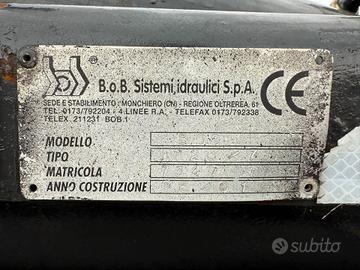 B.o.B. Sistemi idraulici S.p.A.
SEDE E STABILIMENTO: MONCHIERO (CN) - REGIONE OLTREREA, 61
TEL. 0173/792204 - 4 LINEE R.A. - TELEFAX 0173/792338
TELEX 211231 BOB.1
CE
MODELLO
TIPO
MATRICOLA
ANNO COSTRUZIONE
subito